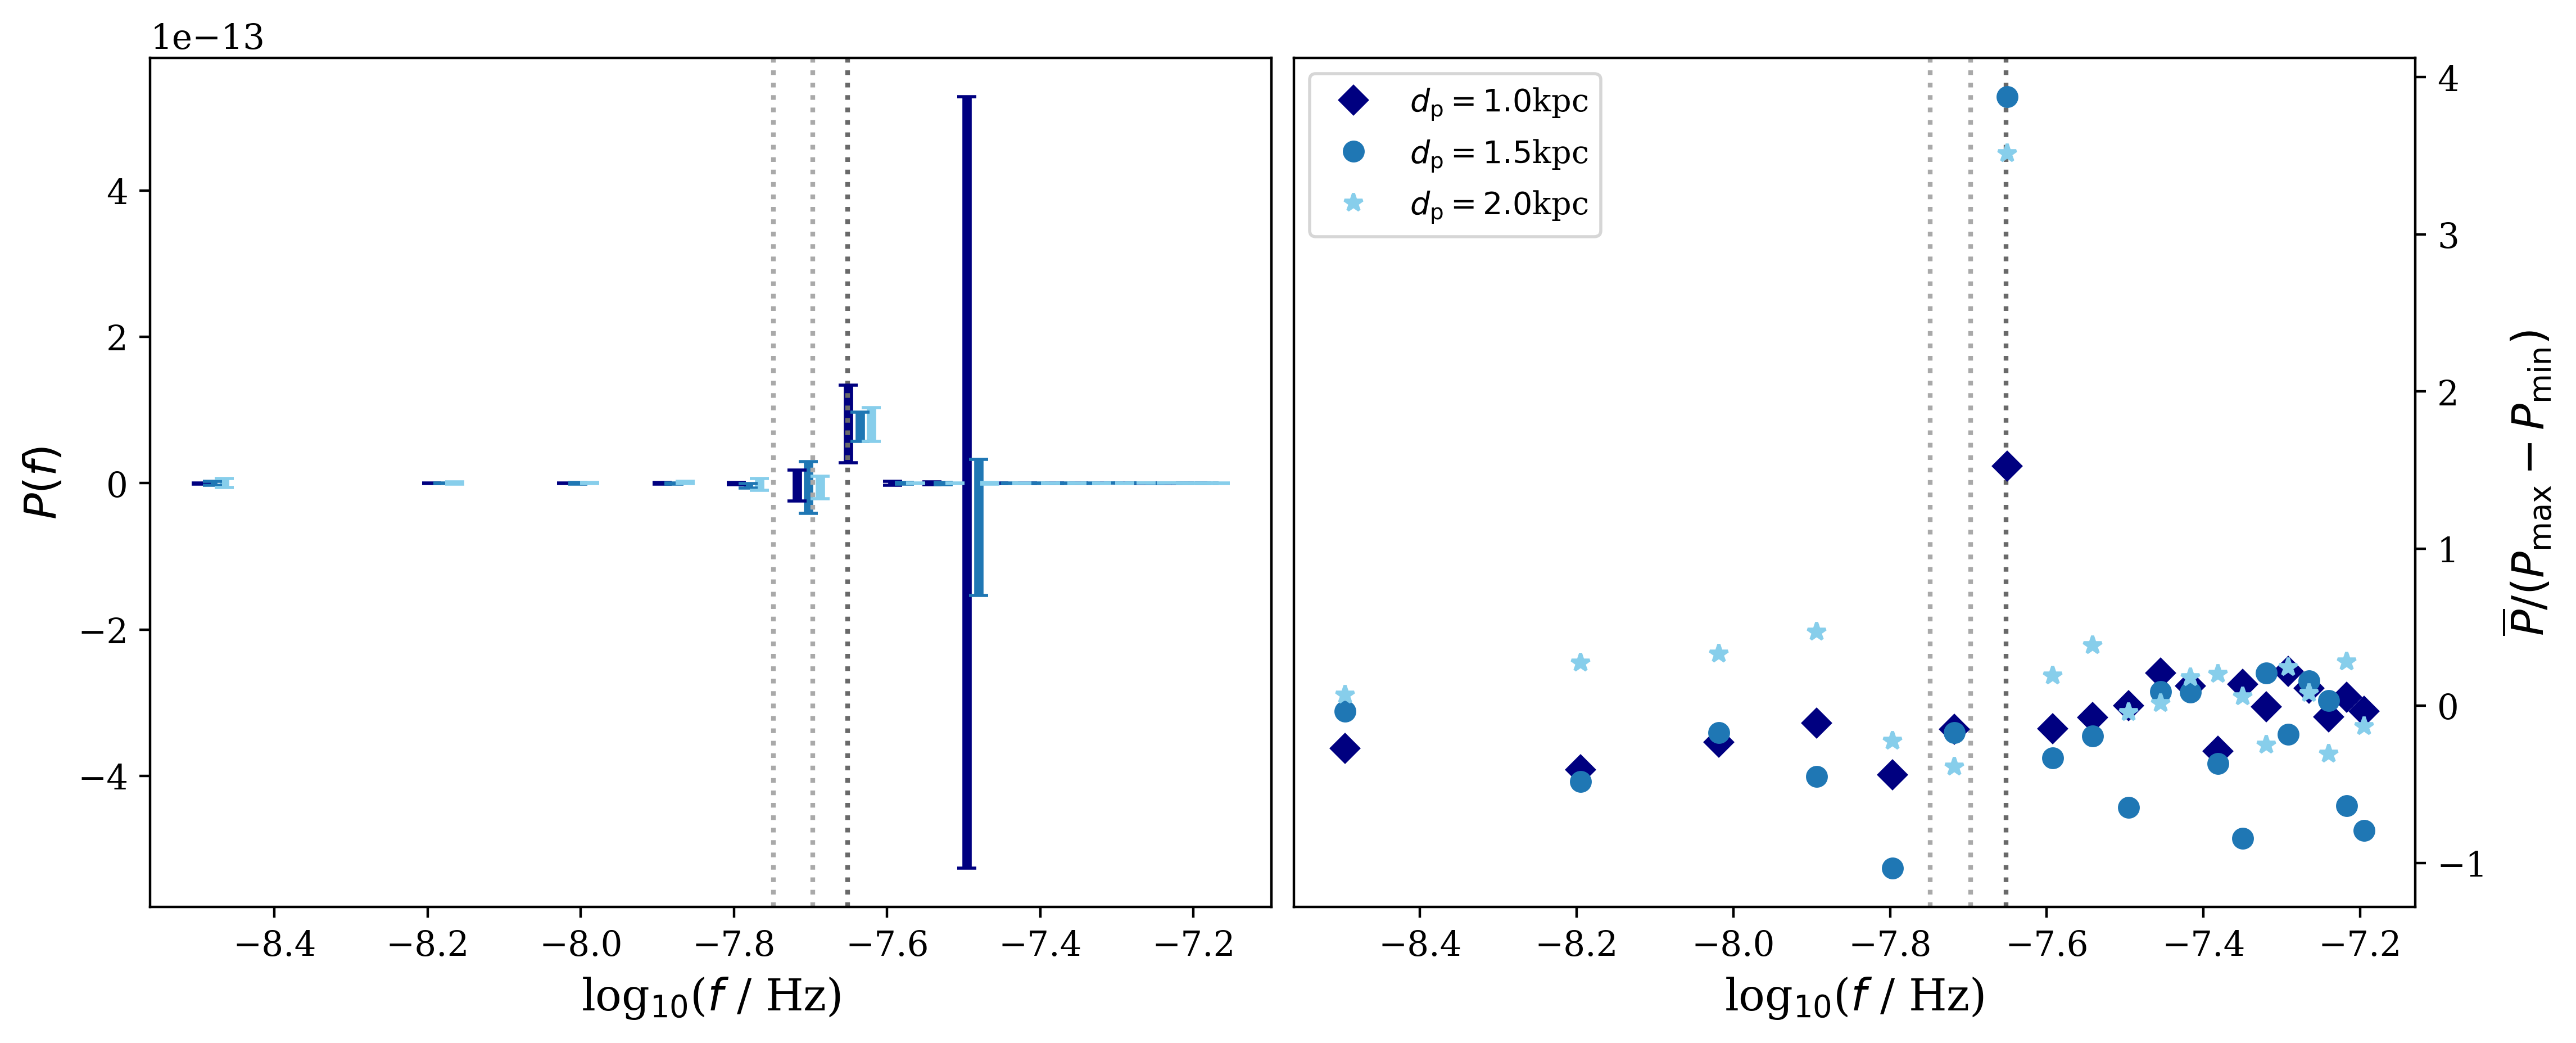 1e−13
P(f)
4
2
0
−2
−4
−8.4 −8.2 −8.0 −7.8 −7.6 −7.4 −7.2
log₁₀(f / Hz)
dₚ = 1.0kpc
dₚ = 1.5kpc
dₚ = 2.0kpc
4
3
2
1
0
−1
P̅/(Pₘₐₓ − Pₘᵢₙ)
−8.4 −8.2 −8.0 −7.8 −7.6 −7.4 −7.2
log₁₀(f / Hz)